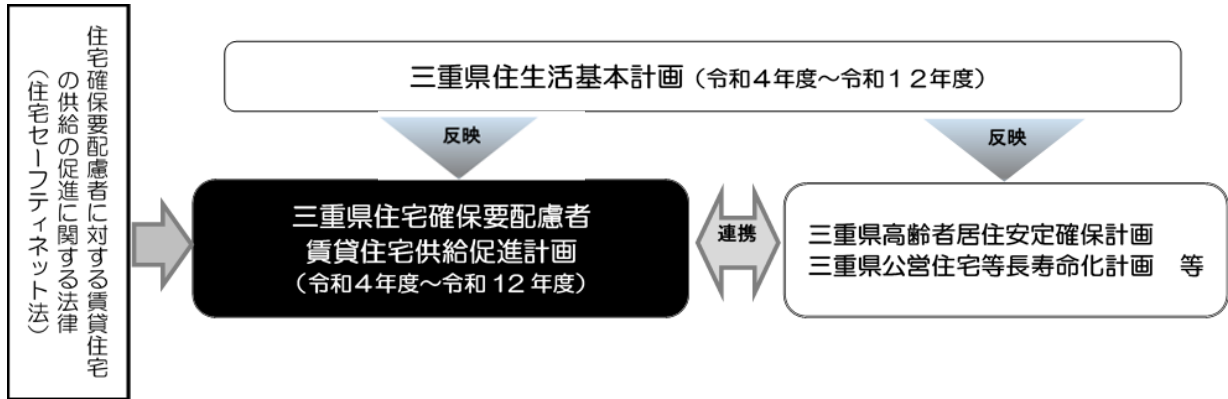 住宅確保要配慮者に対する賃貸住宅
の供給の促進に関する法律
（住宅セーフティネット法）
三重県住生活基本計画（令和４年度～令和１２年度）
反映
反映
三重県住宅確保要配慮者
賃貸住宅供給促進計画
（令和４年度～令和 12 年度）
連携
三重県高齢者居住安定確保計画
三重県公営住宅等長寿命化計画　等